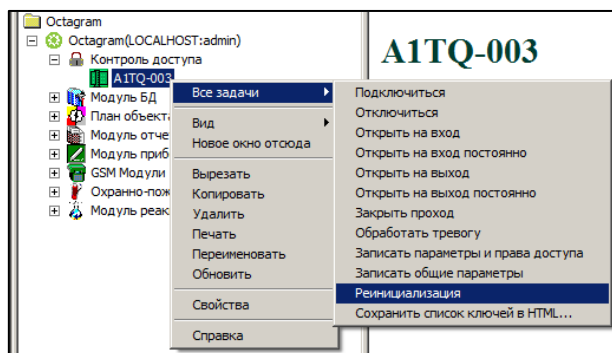 Octagram
Octagram(LOCALHOST:admin)
Контроль доступа
A1TQ-003
Модуль БД
План объект
Модуль отче
Модуль приб
GSM Модули
Охранно-пож
Модуль реак
Все задачи
Вид
Новое окно отсюда
Вырезать
Копировать
Удалить
Печать
Переименовать
Обновить
Свойства
Справка
A1TQ-003
Подключиться
Отключиться
Открыть на вход
Открыть на вход постоянно
Открыть на выход
Открыть на выход постоянно
Закрыть проход
Обработать тревогу
Записать параметры и права доступа
Записать общие параметры
Реинициализация
Сохранить список ключей в HTML...